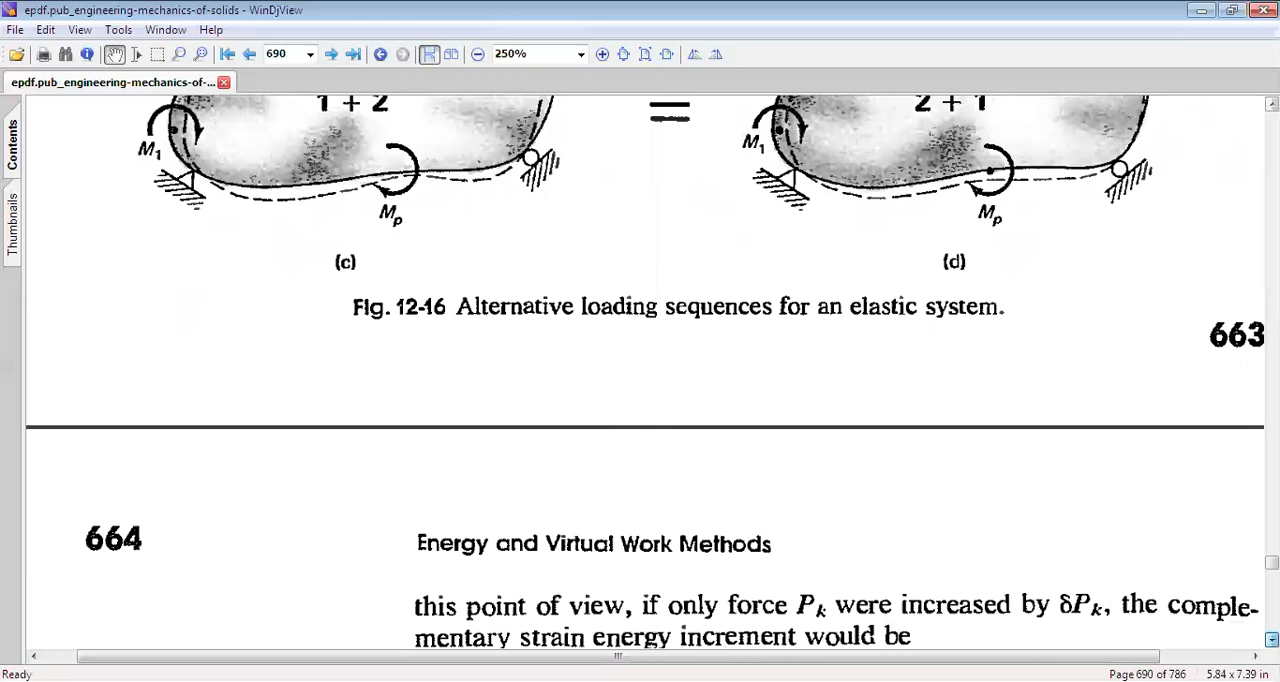 epdf.pub_engineering-mechanics-of-solids - WinDjView
File Edit View Tools Window Help
690 250%
epdf.pub_engineering-mechanics-of-...
Contents
Thumbnails
1 + 2
=
2 + 1
M1
M1
Mp
Mp
(c)
(d)
Fig. 12-16 Alternative loading sequences for an elastic system.
663
664
Energy and Virtual Work Methods
this point of view, if only force Pk were increased by δPk, the comple-
mentary strain energy increment would be
Ready
Page 690 of 786 5.84 x 7.39 in